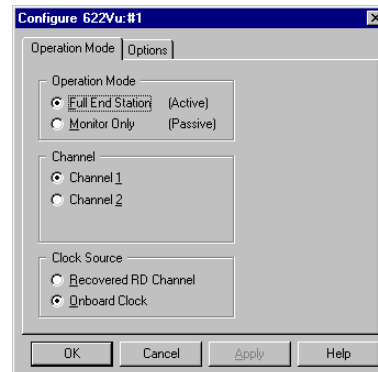 Configure 622Vu:#1
Operation Mode Options
Operation Mode
Full End Station (Active)
Monitor Only (Passive)
Channel
Channel 1
Channel 2
Clock Source
Recovered RD Channel
Onboard Clock
OK Cancel Apply Help